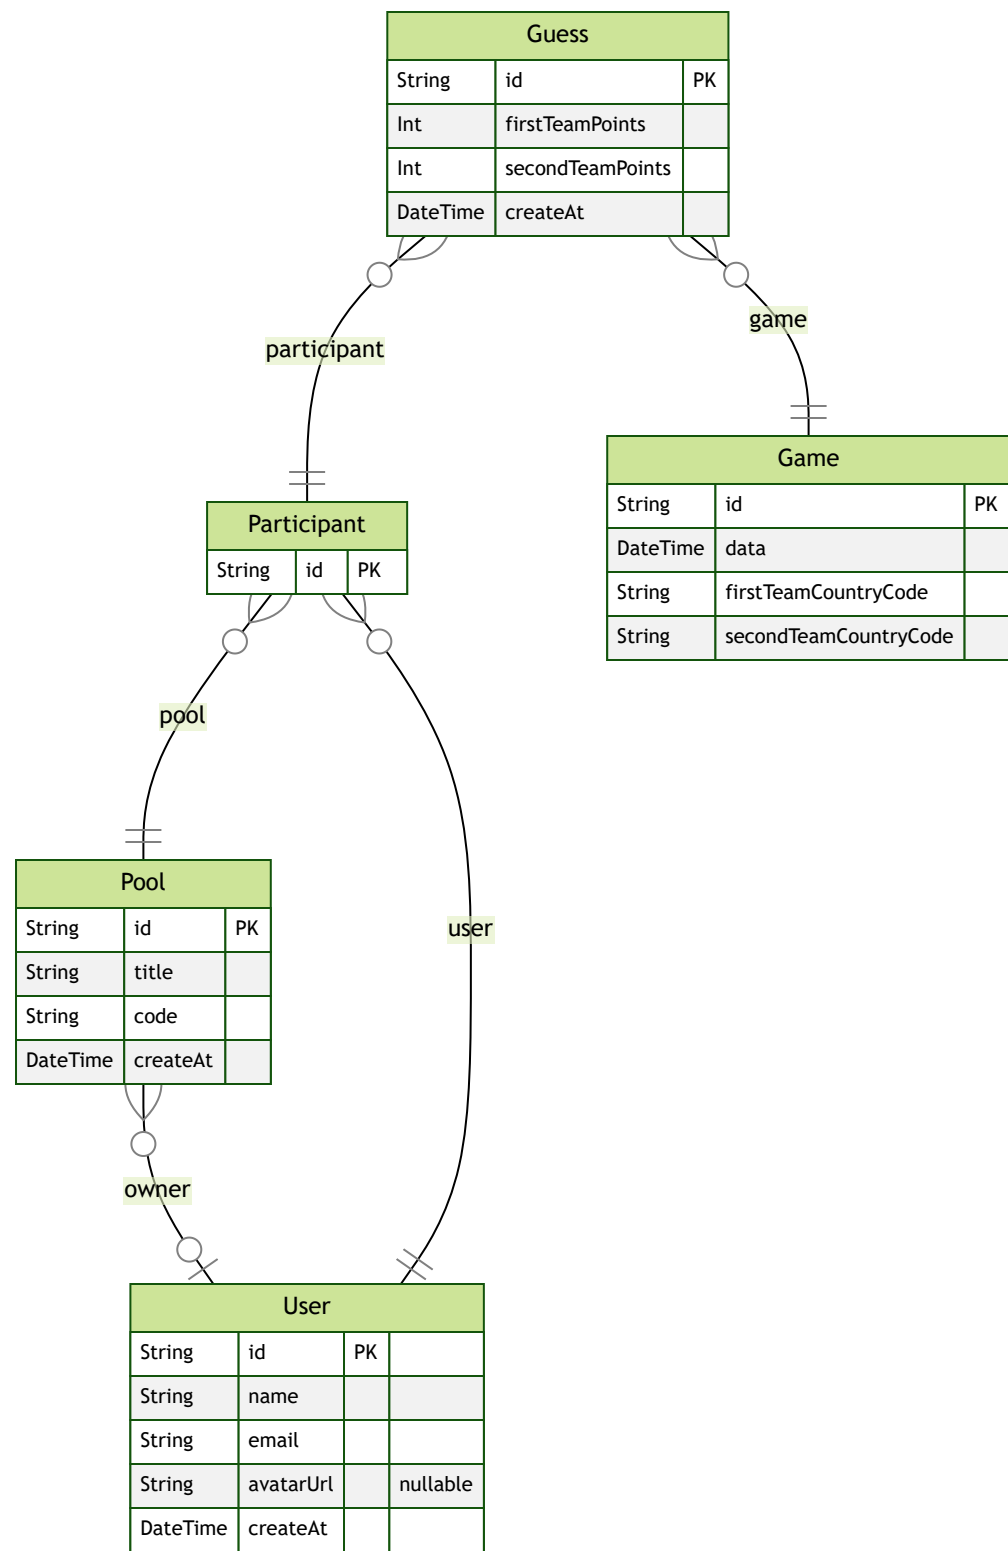 Guess
String id PK
Int firstTeamPoints
Int secondTeamPoints
DateTime createAt
participant
game
Game
String id PK
DateTime data
String firstTeamCountryCode
String secondTeamCountryCode
Participant
String id PK
pool
user
Pool
String id PK
String title
String code
DateTime createAt
owner
User
String id PK
String name
String email
String avatarUrl nullable
DateTime createAt